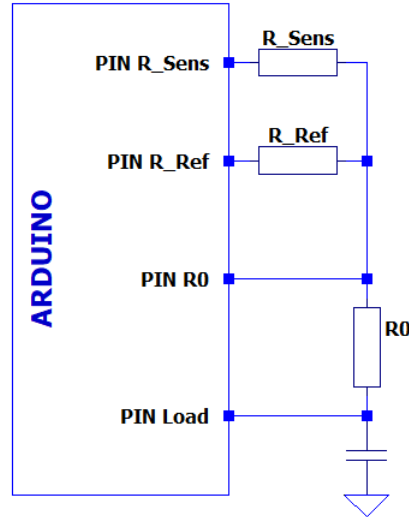 R_Sens
PIN R_Sens
R_Ref
PIN R_Ref
ARDUINO
PIN R0
R0
PIN Load